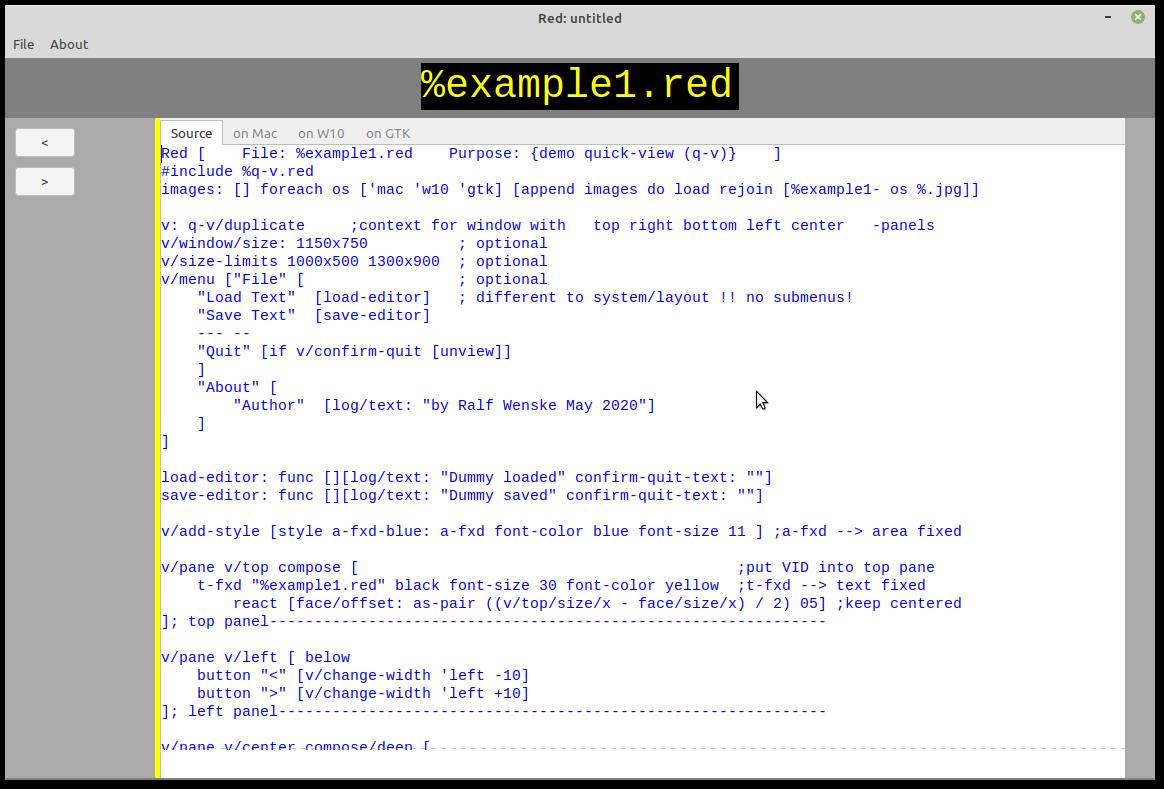 Red: untitled
File About
%example1.red
<
>
Source on Mac on W10 on GTK
Red [    File: %example1.red    Purpose: {demo quick-view (q-v)}    ]
#include %q-v.red
images: [] foreach os ['mac 'w10 'gtk] [append images do load rejoin [%example1- os %.jpg]]
v: q-v/duplicate     ;context for window with   top right bottom left center   -panels
v/window/size: 1150x750          ; optional
v/size-limits 1000x500 1300x900  ; optional
v/menu ["File" [                 ; optional
    "Load Text"  [load-editor]   ; different to system/layout !! no submenus!
    "Save Text"  [save-editor]
    --- --
    "Quit" [if v/confirm-quit [unview]]
    ]
    "About" [
        "Author"  [log/text: "by Ralf Wenske May 2020"]
    ]
]
load-editor: func [][log/text: "Dummy loaded" confirm-quit-text: ""]
save-editor: func [][log/text: "Dummy saved" confirm-quit-text: ""]
v/add-style [style a-fxd-blue: a-fxd font-color blue font-size 11 ] ;a-fxd --> area fixed
v/pane v/top compose [                                          ;put VID into top pane
    t-fxd "%example1.red" black font-size 30 font-color yellow  ;t-fxd --> text fixed
        react [face/offset: as-pair ((v/top/size/x - face/size/x) / 2) 05] ;keep centered
]; top panel--------------------------------------------------------------
v/pane v/left [ below
    button "<" [v/change-width 'left -10]
    button ">" [v/change-width 'left +10]
]; left panel-------------------------------------------------------------
v/pane v/center compose/deep [